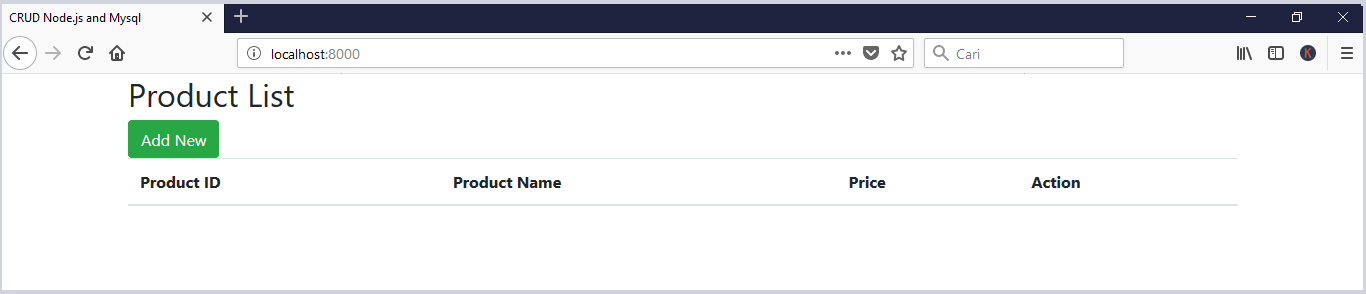 CRUD Node.js and Mysql
localhost:8000
Cari
K
Product List
Add New
Product ID Product Name Price Action